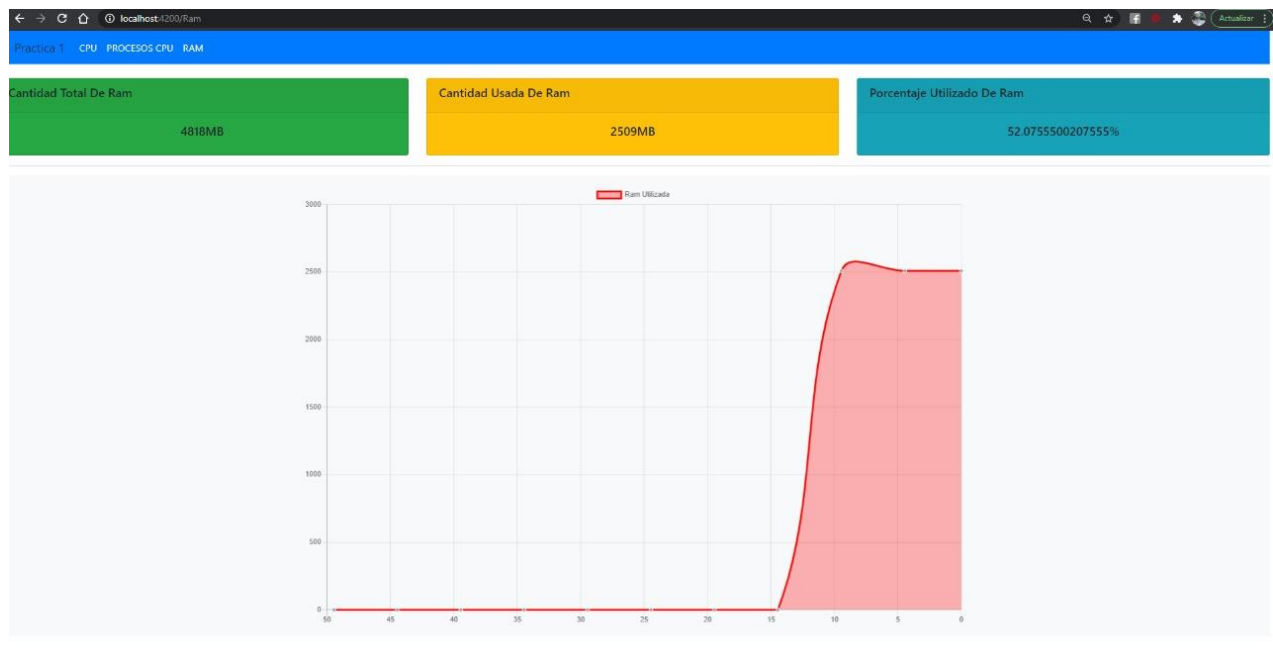 localhost:4200/Ram
Actualizar
Practica 1 CPU PROCESOS CPU RAM
Cantidad Total De Ram
4818MB
Cantidad Usada De Ram
2509MB
Porcentaje Utilizado De Ram
52.0755500207555%
Ram Utilizada
3000
2500
2000
1500
1000
500
0
50 45 40 35 30 25 20 15 10 5 0